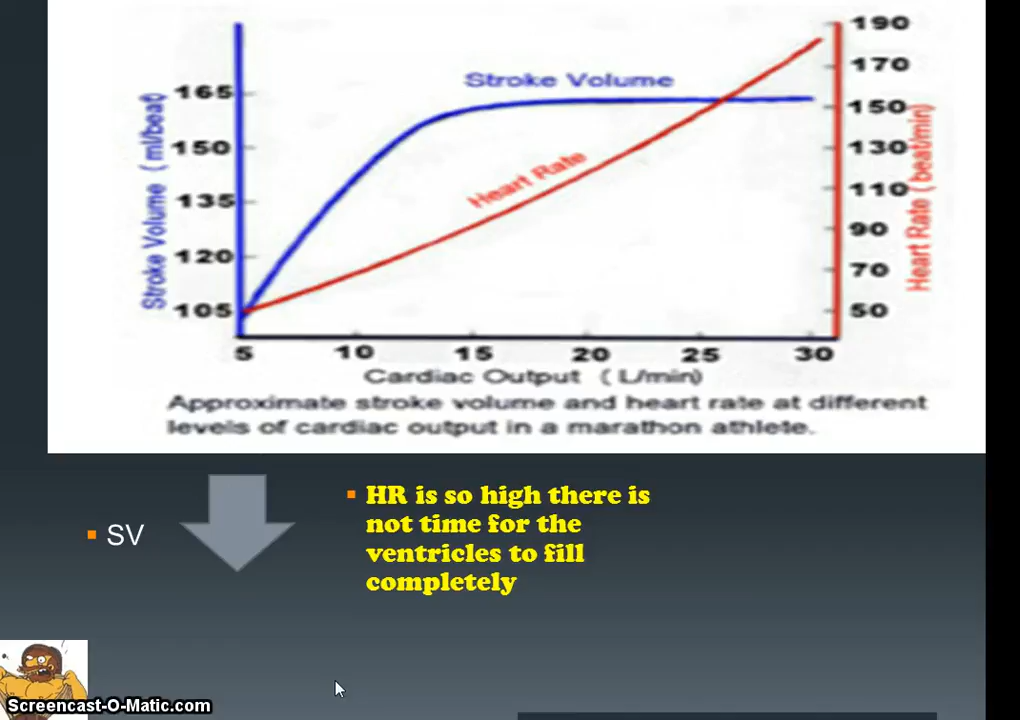 190
Stroke Volume
170
165
150
150
130
Heart Rate
135
110
90
120
70
105
50
Stroke Volume ( ml/beat)
Heart Rate ( beat/min)
5 10 15 20 25 30
Cardiac Output ( L/min)
Approximate stroke volume and heart rate at different
levels of cardiac output in a marathon athlete.
SV
HR is so high there is
not time for the
ventricles to fill
completely
Screencast-O-Matic.com